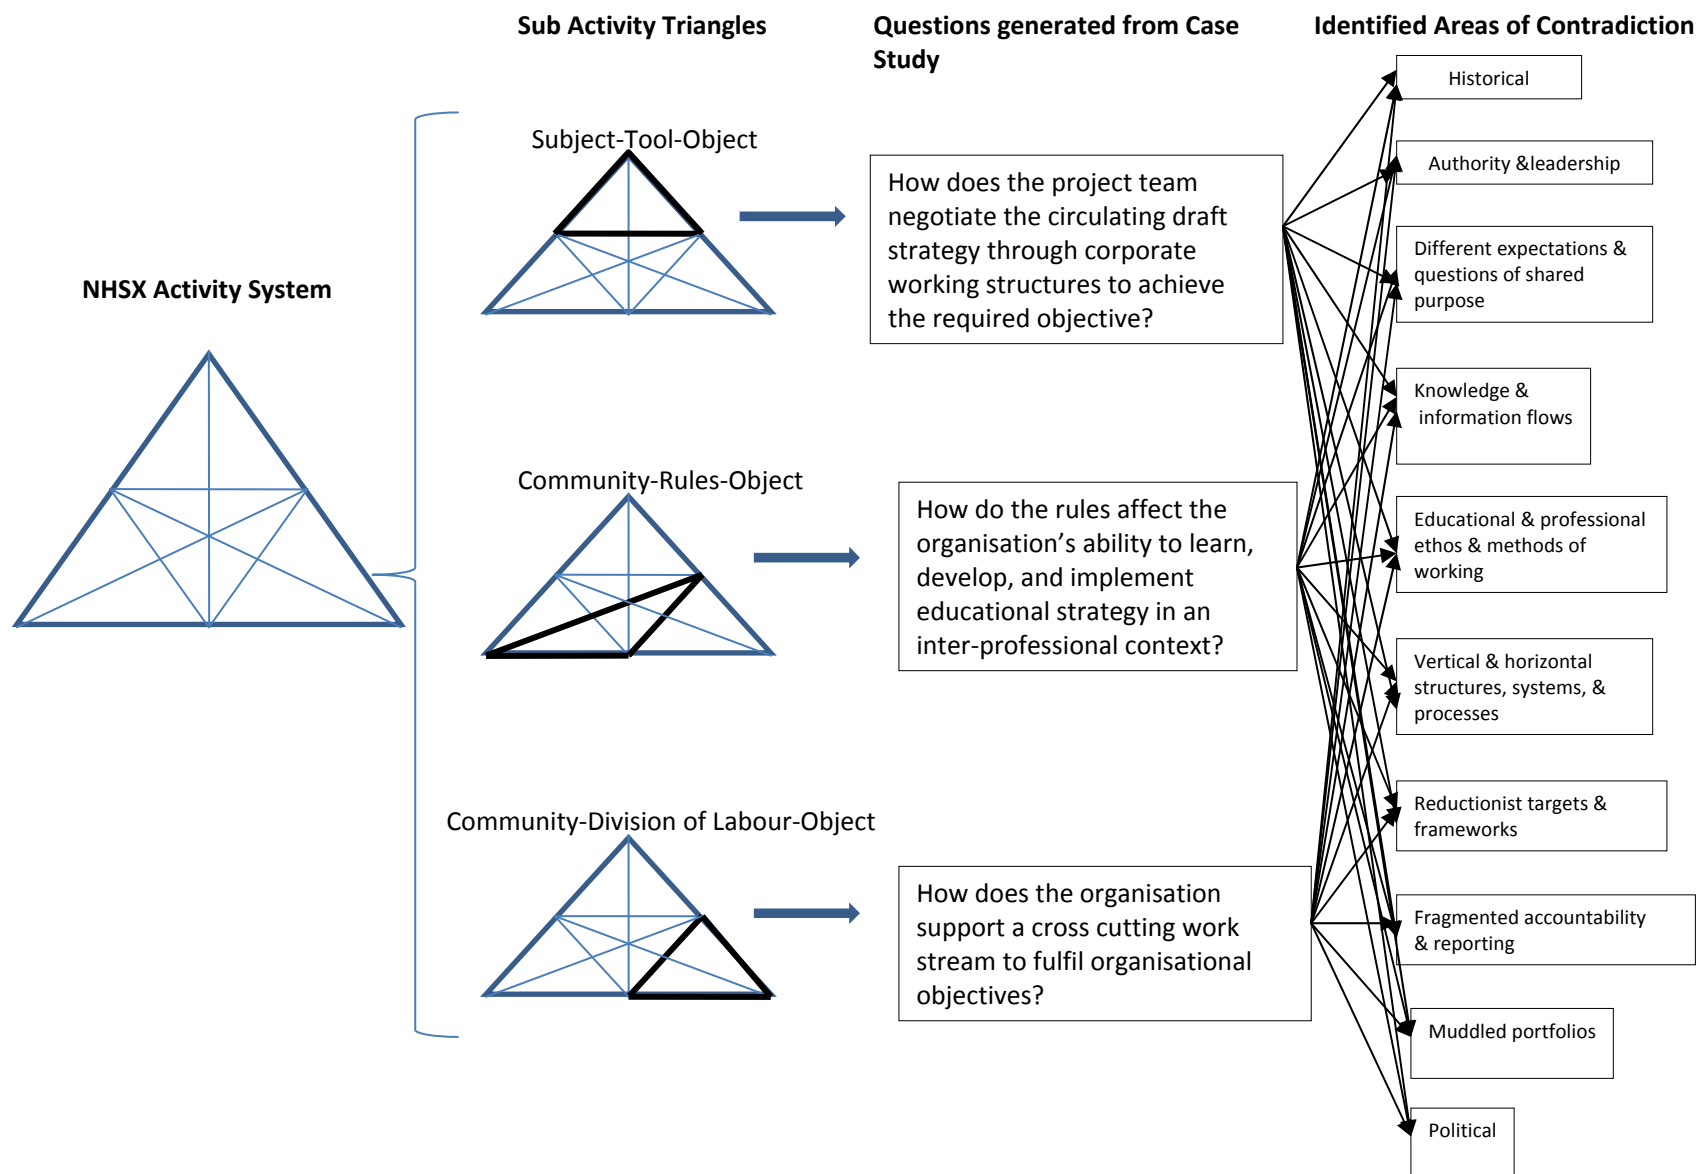 Sub Activity Triangles
Questions generated from Case
Study
Identified Areas of Contradiction
NHSX Activity System
Subject-Tool-Object
How does the project team
negotiate the circulating draft
strategy through corporate
working structures to achieve
the required objective?
Community-Rules-Object
How do the rules affect the
organisation’s ability to learn,
develop, and implement
educational strategy in an
inter-professional context?
Community-Division of Labour-Object
How does the organisation
support a cross cutting work
stream to fulfil organisational
objectives?
Historical
Authority &leadership
Different expectations &
questions of shared
purpose
Knowledge &
information flows
Educational & professional
ethos & methods of
working
Vertical & horizontal
structures, systems, &
processes
Reductionist targets &
frameworks
Fragmented accountability
& reporting
Muddled portfolios
Political